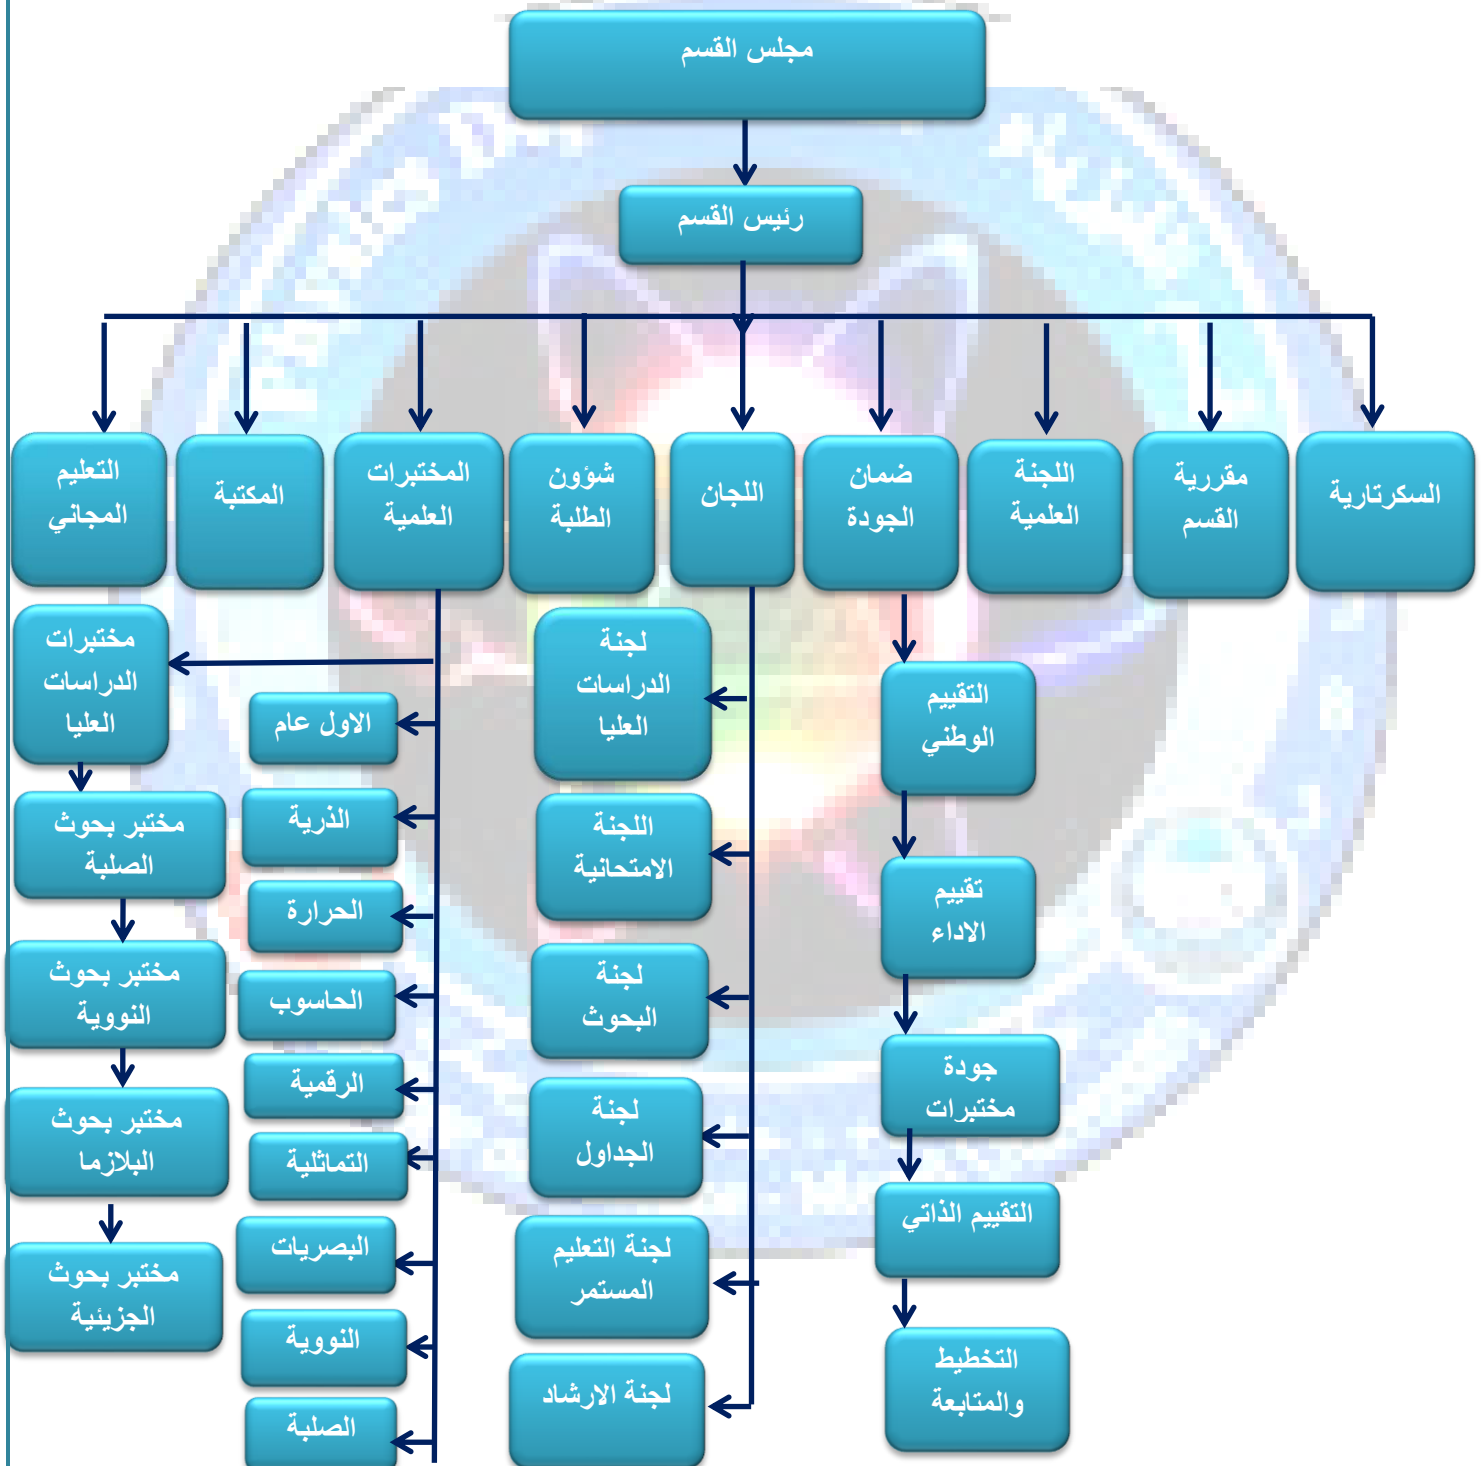 مجلس القسم
رئيس القسم
السكرتارية
مقررية
القسم
اللجنة
العلمية
ضمان
الجودة
اللجان
شؤون
الطلبة
المختبرات
العلمية
المكتبة
التعليم
المجاني
التقييم
الوطني
تقييم
الاداء
جودة
مختبرات
التقييم الذاتي
التخطيط
والمتابعة
لجنة
الدراسات
العليا
اللجنة
الامتحانية
لجنة
البحوث
لجنة
الجداول
لجنة التعليم
المستمر
لجنة الارشاد
الاول عام
الذرية
الحرارة
الحاسوب
الرقمية
التماثلية
البصريات
النووية
الصلبة
مختبرات
الدراسات
العليا
مختبر بحوث
الصلبة
مختبر بحوث
النووية
مختبر بحوث
البلازما
مختبر بحوث
الجزيئية